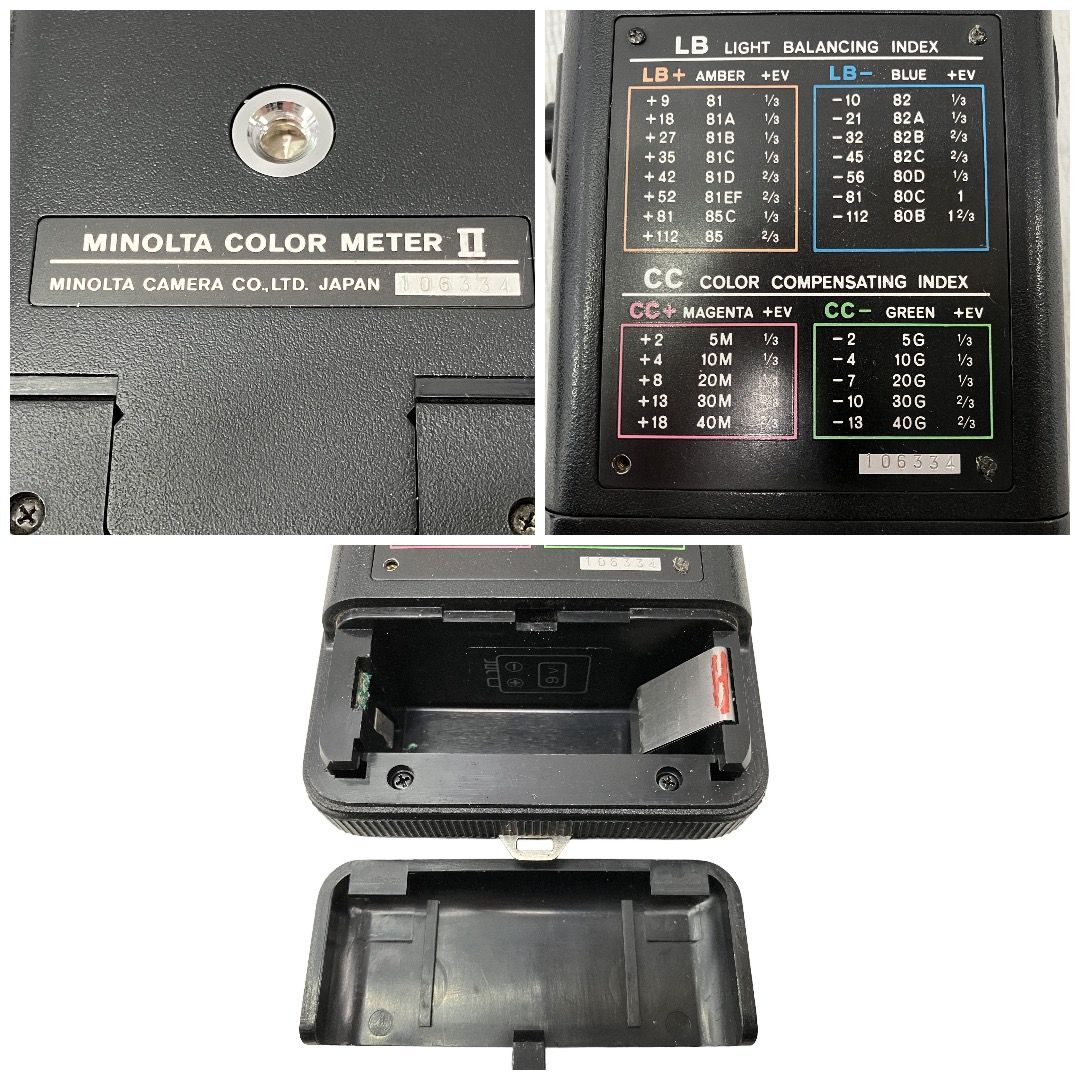 MINOLTA COLOR METER II
MINOLTA CAMERA CO.,LTD. JAPAN 106334
LB LIGHT BALANCING INDEX
LB+ AMBER +EV
+9 81 1/3
+18 81A 1/3
+27 81B 1/3
+35 81C 1/3
+42 81D 2/3
+52 81EF 2/3
+81 85C 1/3
+112 85 2/3
LB- BLUE +EV
-10 82 1/3
-21 82A 1/3
-32 82B 2/3
-45 82C 2/3
-56 80D 1/3
-81 80C 1
-112 80B 1 2/3
CC COLOR COMPENSATING INDEX
CC+ MAGENTA +EV
+2 5M 1/3
+4 10M 1/3
+8 20M 1/3
+13 30M 2/3
+18 40M 2/3
CC- GREEN +EV
-2 5G 1/3
-4 10G 1/3
-7 20G 1/3
-10 30G 2/3
-13 40G 2/3
106334
106334
9V